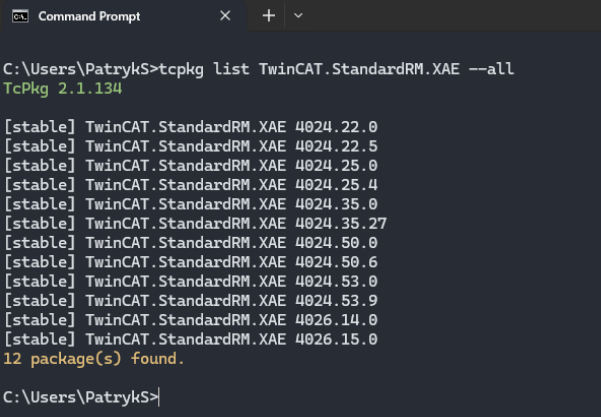 Command Prompt
C:\Users\PatrykS>tcpkg list TwinCAT.StandardRM.XAE --all
TcPkg 2.1.134
[stable] TwinCAT.StandardRM.XAE 4024.22.0
[stable] TwinCAT.StandardRM.XAE 4024.22.5
[stable] TwinCAT.StandardRM.XAE 4024.25.0
[stable] TwinCAT.StandardRM.XAE 4024.25.4
[stable] TwinCAT.StandardRM.XAE 4024.35.0
[stable] TwinCAT.StandardRM.XAE 4024.35.27
[stable] TwinCAT.StandardRM.XAE 4024.50.0
[stable] TwinCAT.StandardRM.XAE 4024.50.6
[stable] TwinCAT.StandardRM.XAE 4024.53.0
[stable] TwinCAT.StandardRM.XAE 4024.53.9
[stable] TwinCAT.StandardRM.XAE 4026.14.0
[stable] TwinCAT.StandardRM.XAE 4026.15.0
12 package(s) found.
C:\Users\PatrykS>